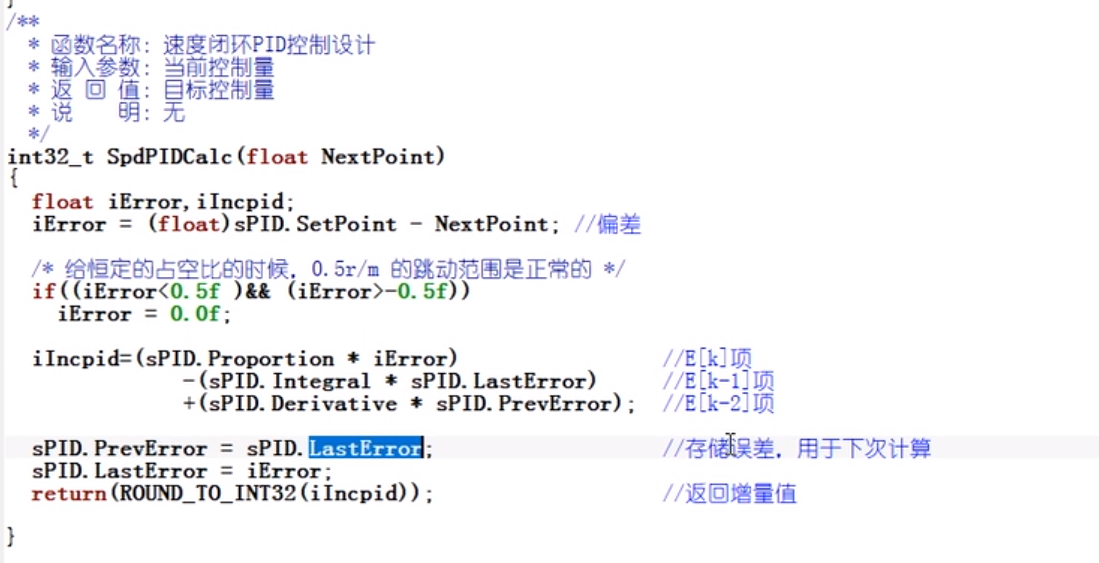 /**
* 函数名称: 速度闭环PID控制设计
* 输入参数: 当前控制量
* 返 回 值: 目标控制量
* 说 明: 无
*/
int32_t SpdPIDCalc(float NextPoint)
{
float iError,iIncpid;
iError = (float)sPID.SetPoint - NextPoint; //偏差
/* 给恒定的占空比的时候, 0.5r/m 的跳动范围是正常的 */
if((iError<0.5f )&& (iError>-0.5f))
iError = 0.0f;
iIncpid=(sPID.Proportion * iError) //E[k]项
-(sPID.Integral * sPID.LastError) //E[k-1]项
+(sPID.Derivative * sPID.PrevError); //E[k-2]项
sPID.PrevError = sPID.LastError; //存储误差, 用于下次计算
sPID.LastError = iError;
return(ROUND_TO_INT32(iIncpid)); //返回增量值
}